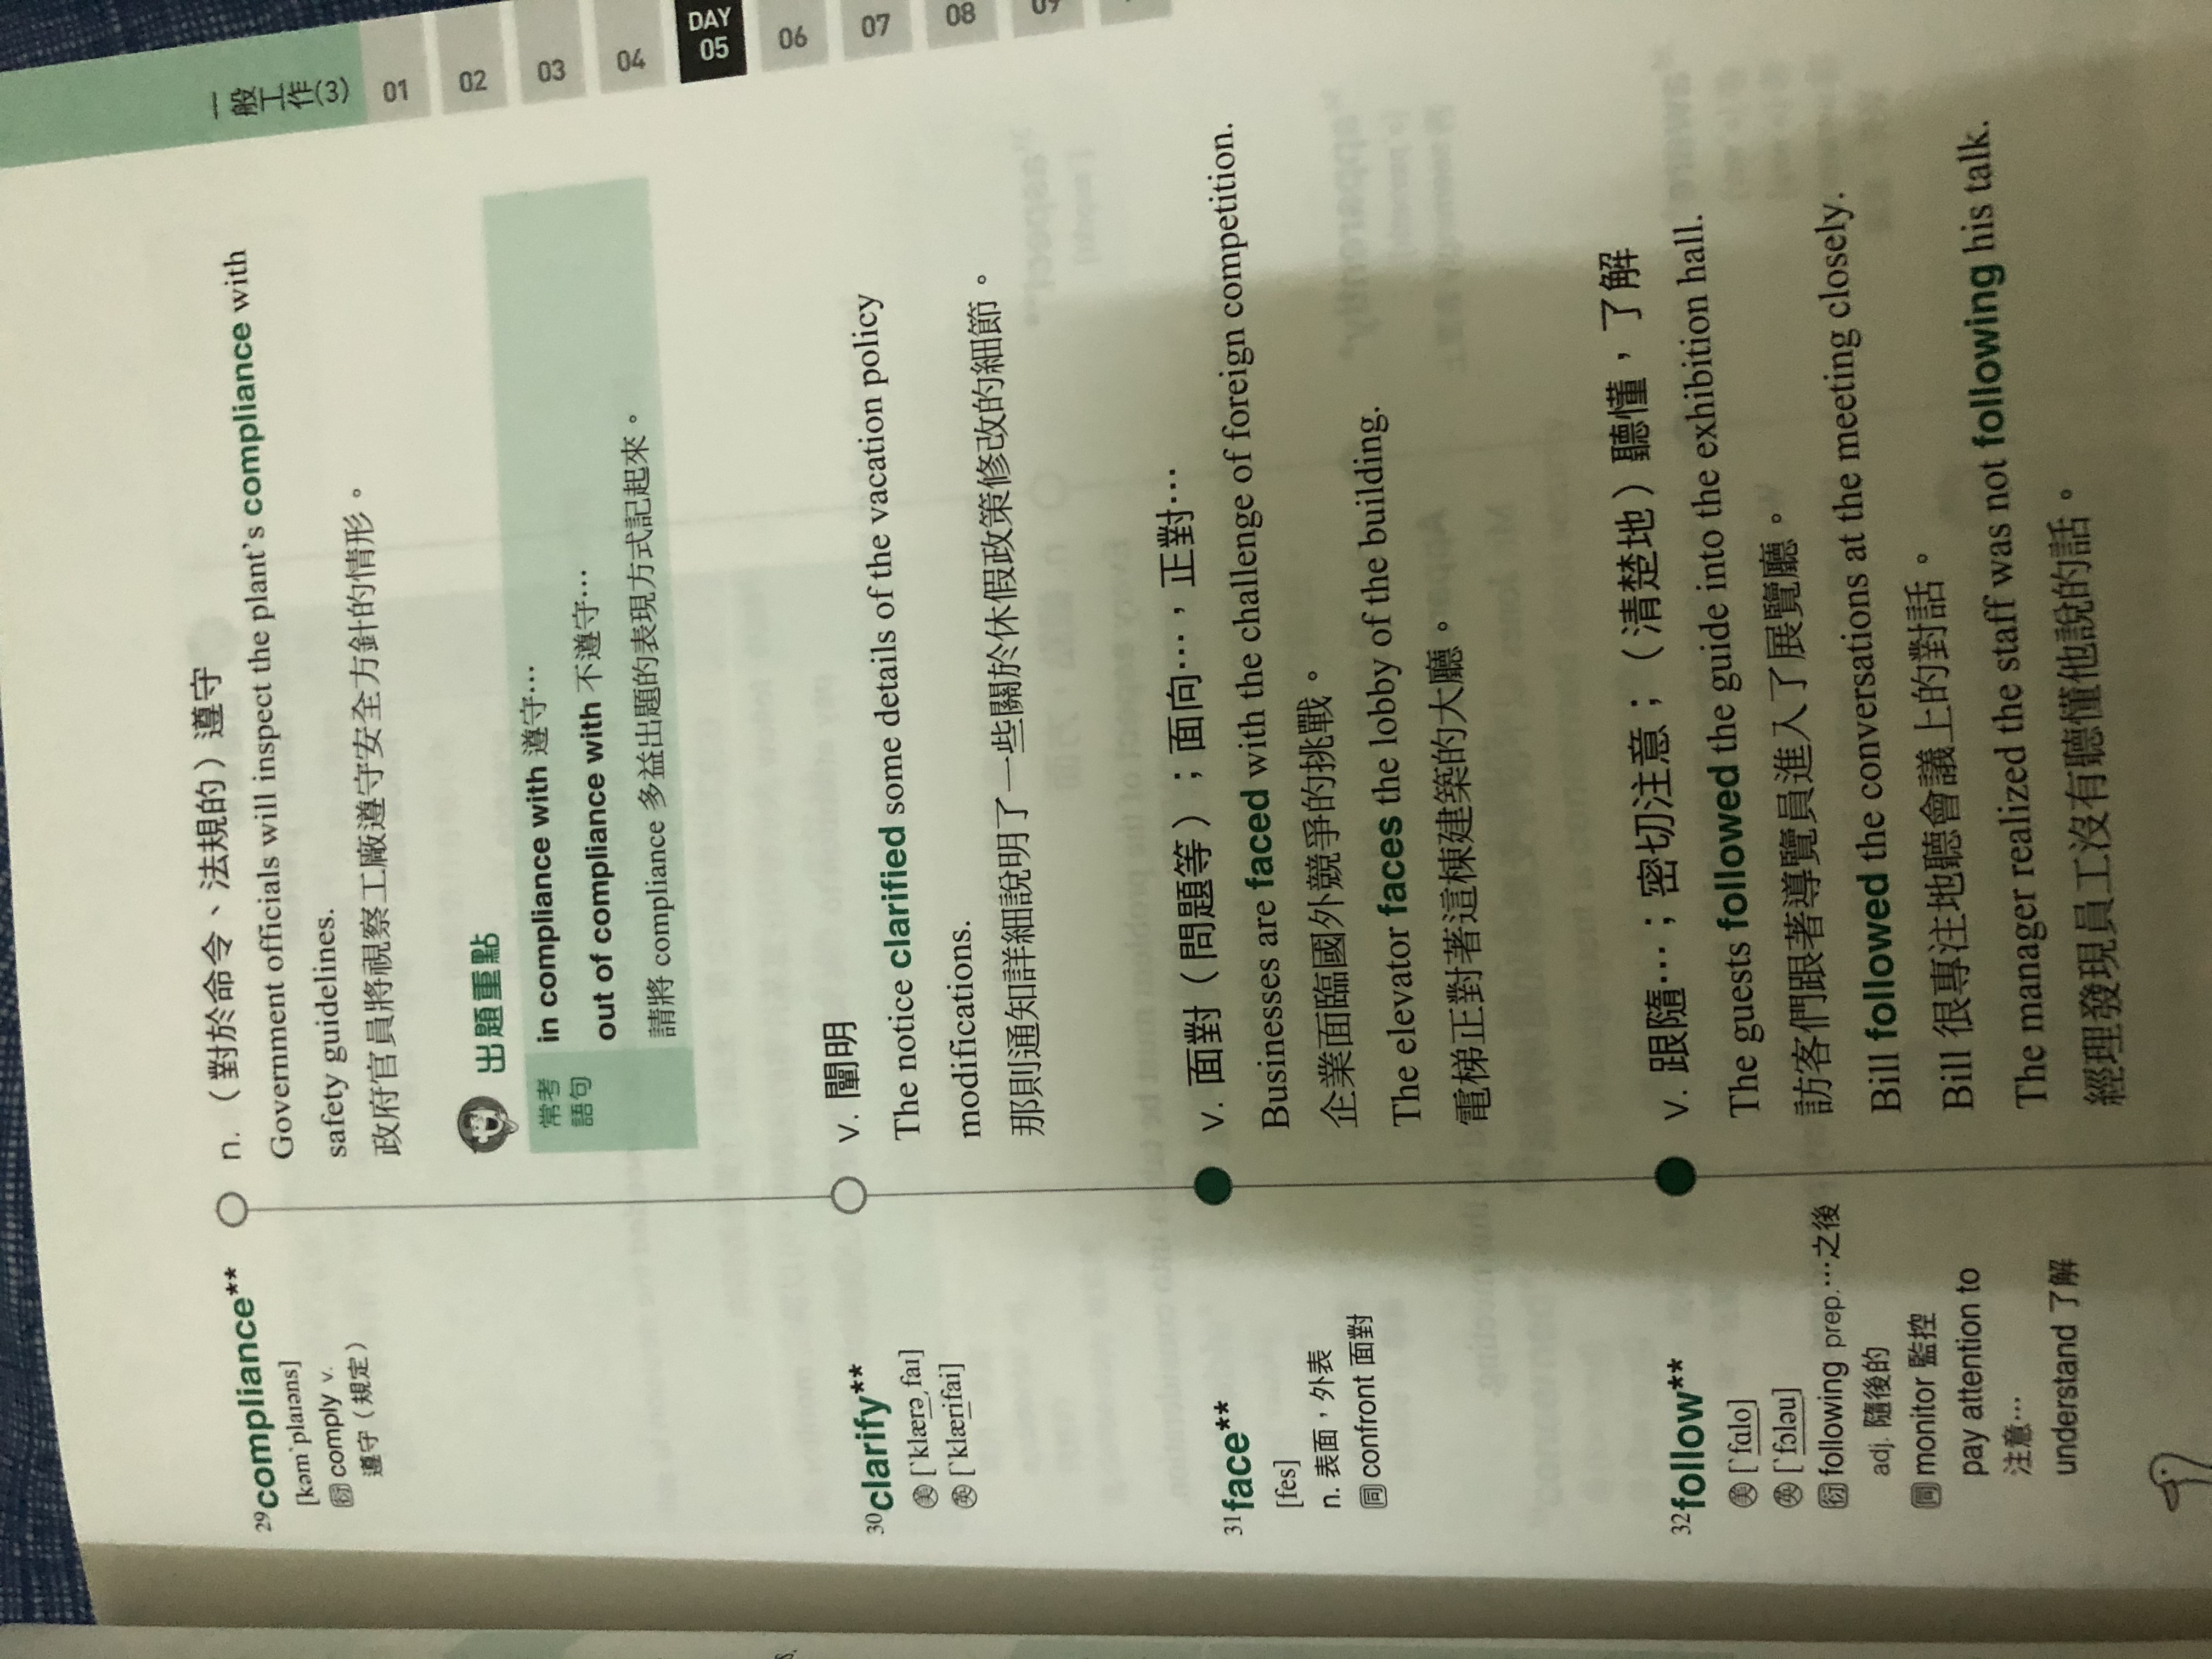 29compliance**
[kəmˋplaɪəns]
衍 comply v.
遵守（規定）
n.（對於命令、法規的）遵守
Government officials will inspect the plant's compliance with
safety guidelines.
政府官員將視察工廠遵守安全方針的情形。
出題重點
常考
語句
in compliance with 遵守…
out of compliance with 不遵守…
請將 compliance 多益出題的表現方式記起來。
30clarify**
美 [ˋklærəˏfaɪ]
英 [ˋklærifai]
v. 闡明
The notice clarified some details of the vacation policy
modifications.
那則通知詳細說明了一些關於休假政策修改的細節。
31face**
[fes]
n. 表面，外表
同 confront 面對
v. 面對（問題等）；面向…，正對…
Businesses are faced with the challenge of foreign competition.
企業面臨國外競爭的挑戰。
The elevator faces the lobby of the building.
電梯正對著這棟建築的大廳。
32follow**
美 [ˋfɑlo]
英 [ˋfɔləu]
衍 following prep.…之後
adj. 隨後的
同 monitor 監控
pay attention to
注意…
understand 了解
v. 跟隨…；密切注意；（清楚地）聽懂，了解
The guests followed the guide into the exhibition hall.
訪客們跟著導覽員進入了展覽廳。
Bill followed the conversations at the meeting closely.
Bill 很專注地聽會議上的對話。
The manager realized the staff was not following his talk.
經理發現員工沒有聽懂他說的話。
一般工作(3)
01
02
03
04
DAY
05
06
07
08